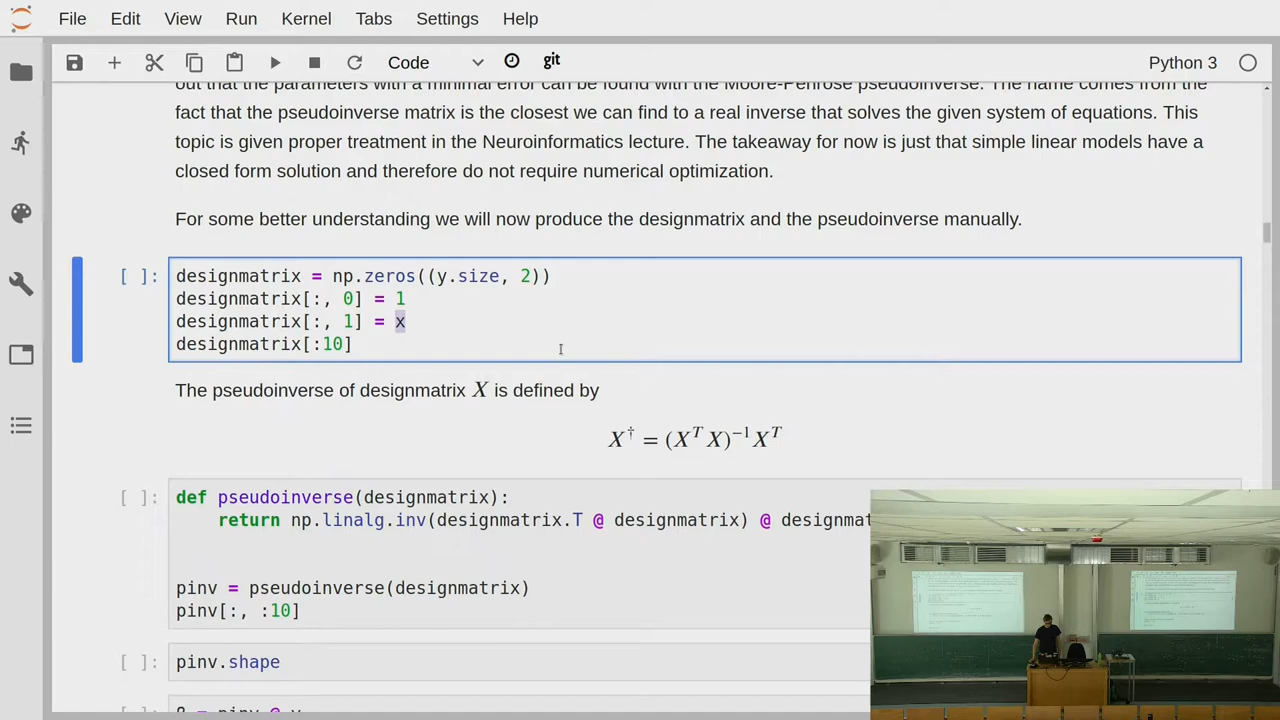 File Edit View Run Kernel Tabs Settings Help
Code git Python 3
out that the parameters with a minimal error can be found with the Moore-Penrose pseudoinverse. The name comes from the
fact that the pseudoinverse matrix is the closest we can find to a real inverse that solves the given system of equations. This
topic is given proper treatment in the Neuroinformatics lecture. The takeaway for now is just that simple linear models have a
closed form solution and therefore do not require numerical optimization.
For some better understanding we will now produce the designmatrix and the pseudoinverse manually.
[ ]: designmatrix = np.zeros((y.size, 2))
designmatrix[:, 0] = 1
designmatrix[:, 1] = x
designmatrix[:10]
The pseudoinverse of designmatrix X is defined by
X† = (XᵀX)⁻¹Xᵀ
[ ]: def pseudoinverse(designmatrix):
return np.linalg.inv(designmatrix.T @ designmatrix) @ designmat
pinv = pseudoinverse(designmatrix)
pinv[:, :10]
[ ]: pinv.shape